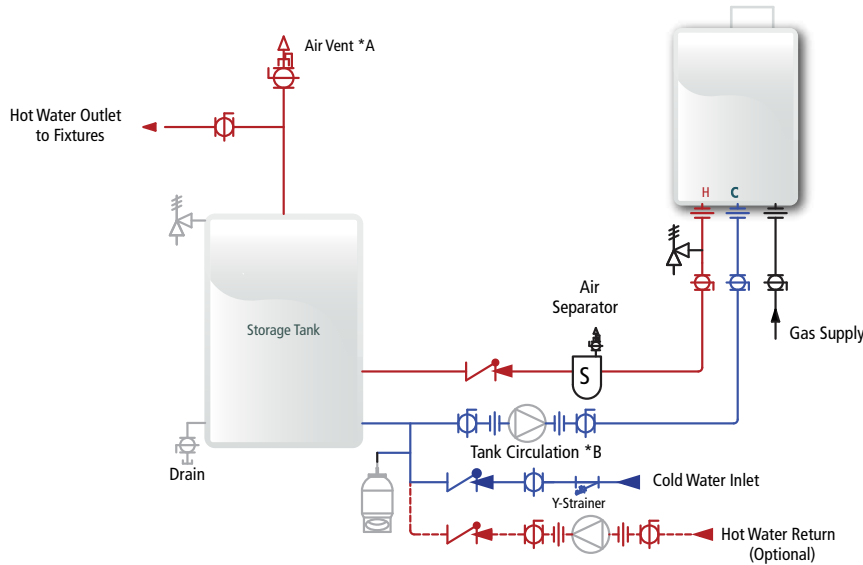 Air Vent *A
Hot Water Outlet
to Fixtures
H
C
Air
Separator
Gas Supply
Storage Tank
S
Tank Circulation *B
Drain
Cold Water Inlet
Y-Strainer
Hot Water Return
(Optional)